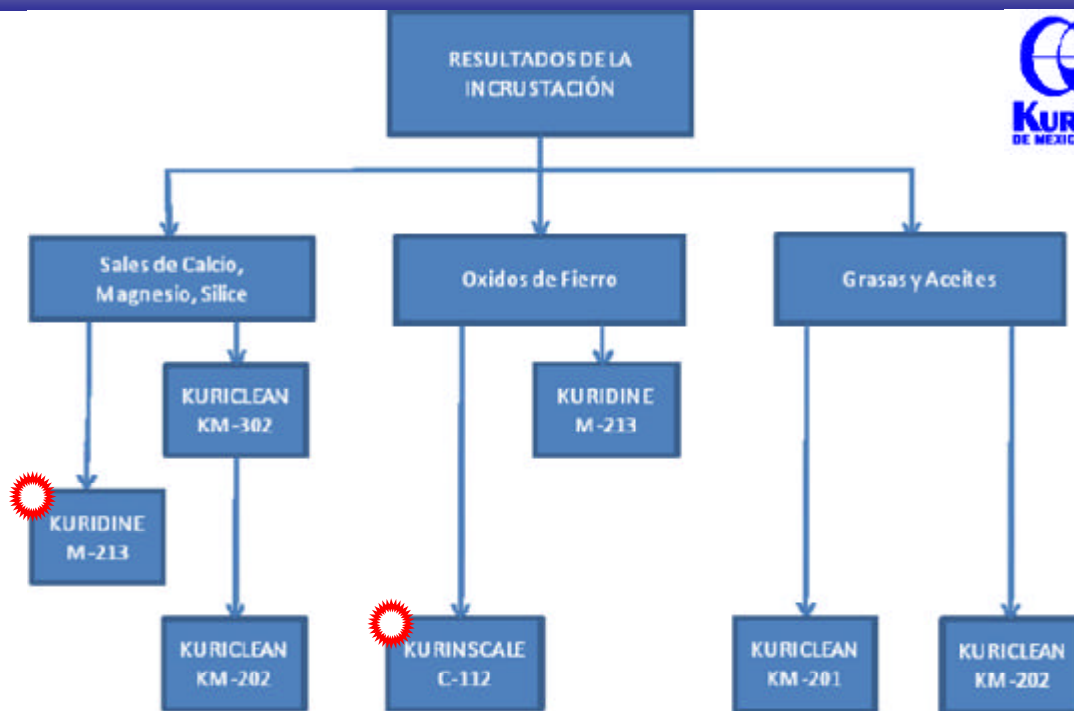 RESULTADOS DE LA
INCRUSTACIÓN
KUR
DE MEXIC
Sales de Calcio,
Magnesio, Silice
Oxidos de Fierro
Grasas y Aceites
KURICLEAN
KM-302
KURIDINE
M-213
KURIDINE
M-213
KURICLEAN
KM-202
KURINSCALE
C-112
KURICLEAN
KM-201
KURICLEAN
KM-202